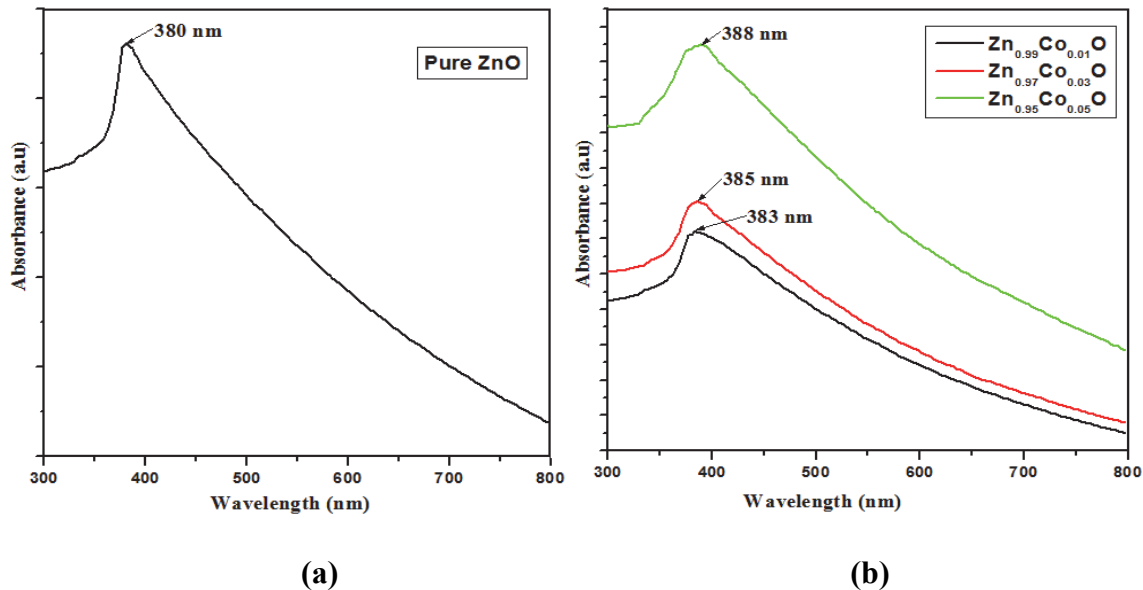 380 nm
Pure ZnO
Absorbance (a.u)
300 400 500 600 700 800
Wavelength (nm)
(a)
388 nm
Zn0.99Co0.01O
Zn0.97Co0.03O
Zn0.95Co0.05O
385 nm
383 nm
Absorbance (a.u)
300 400 500 600 700 800
Wavelength (nm)
(b)